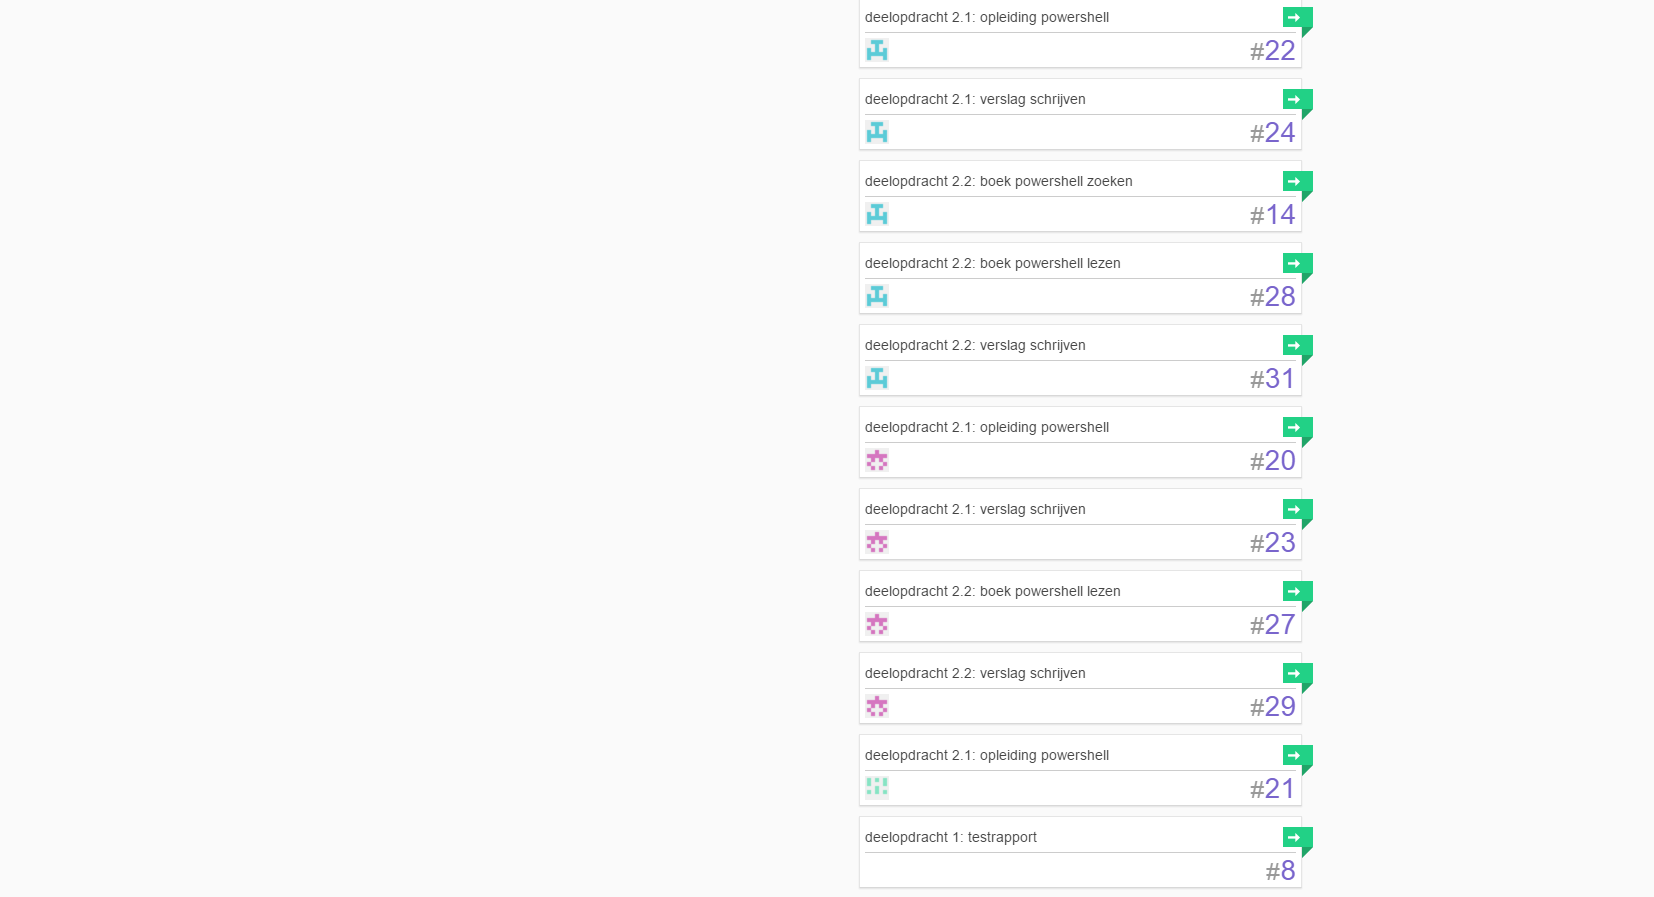 deelopdracht 2.1: opleiding powershell
#22
deelopdracht 2.1: verslag schrijven
#24
deelopdracht 2.2: boek powershell zoeken
#14
deelopdracht 2.2: boek powershell lezen
#28
deelopdracht 2.2: verslag schrijven
#31
deelopdracht 2.1: opleiding powershell
#20
deelopdracht 2.1: verslag schrijven
#23
deelopdracht 2.2: boek powershell lezen
#27
deelopdracht 2.2: verslag schrijven
#29
deelopdracht 2.1: opleiding powershell
#21
deelopdracht 1: testrapport
#8